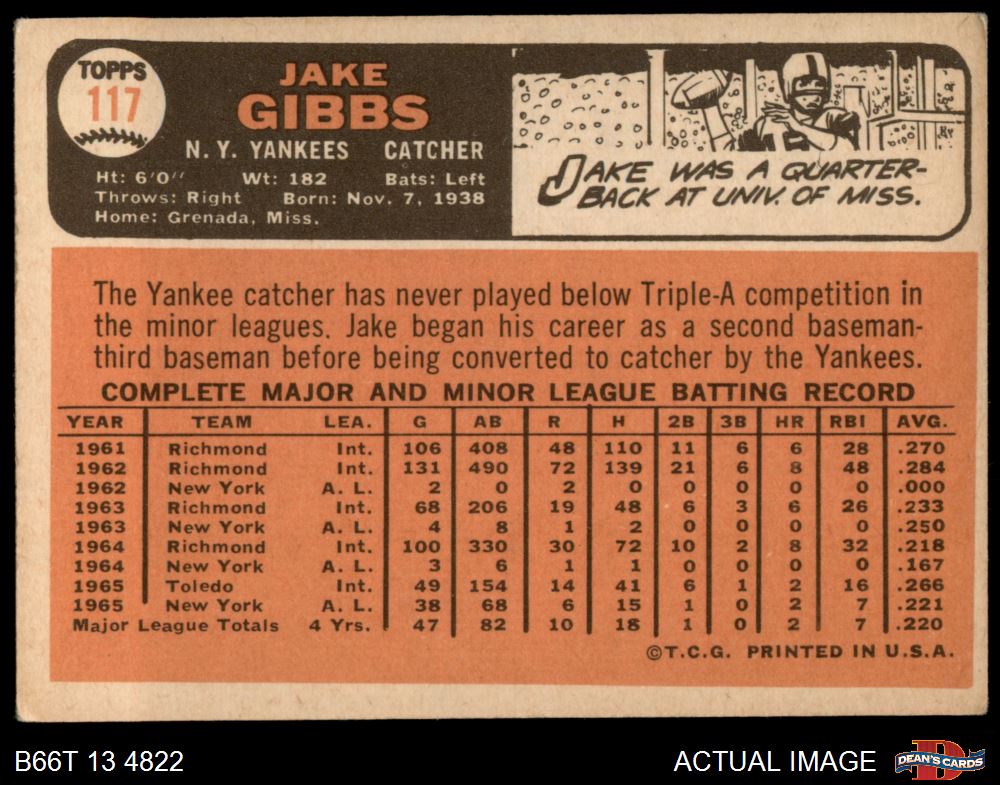 TOPPS
117
JAKE
GIBBS
N. Y. YANKEES CATCHER
Ht: 6'0" Wt: 182 Bats: Left
Throws: Right Born: Nov. 7, 1938
Home: Grenada, Miss.
JAKE WAS A QUARTER-
BACK AT UNIV. OF MISS.
The Yankee catcher has never played below Triple-A competition in
the minor leagues. Jake began his career as a second baseman-
third baseman before being converted to catcher by the Yankees.
COMPLETE MAJOR AND MINOR LEAGUE BATTING RECORD
YEAR TEAM LEA. G AB R H 2B 3B HR RBI AVG.
1961 Richmond Int. 106 408 48 110 11 6 6 28 .270
1962 Richmond Int. 131 490 72 139 21 6 8 48 .284
1962 New York A. L. 2 0 2 0 0 0 0 0 .000
1963 Richmond Int. 68 206 19 48 6 3 6 26 .233
1963 New York A. L. 4 8 1 2 0 0 0 0 .250
1964 Richmond Int. 100 330 30 72 10 2 8 32 .218
1964 New York A. L. 3 6 1 1 0 0 0 0 .167
1965 Toledo Int. 49 154 14 41 6 1 2 16 .266
1965 New York A. L. 38 68 6 15 1 0 2 7 .221
Major League Totals 4 Yrs. 47 82 10 18 1 0 2 7 .220
©T.C.G. PRINTED IN U.S.A.
B66T 13 4822
ACTUAL IMAGE
DEAN'S CARDS